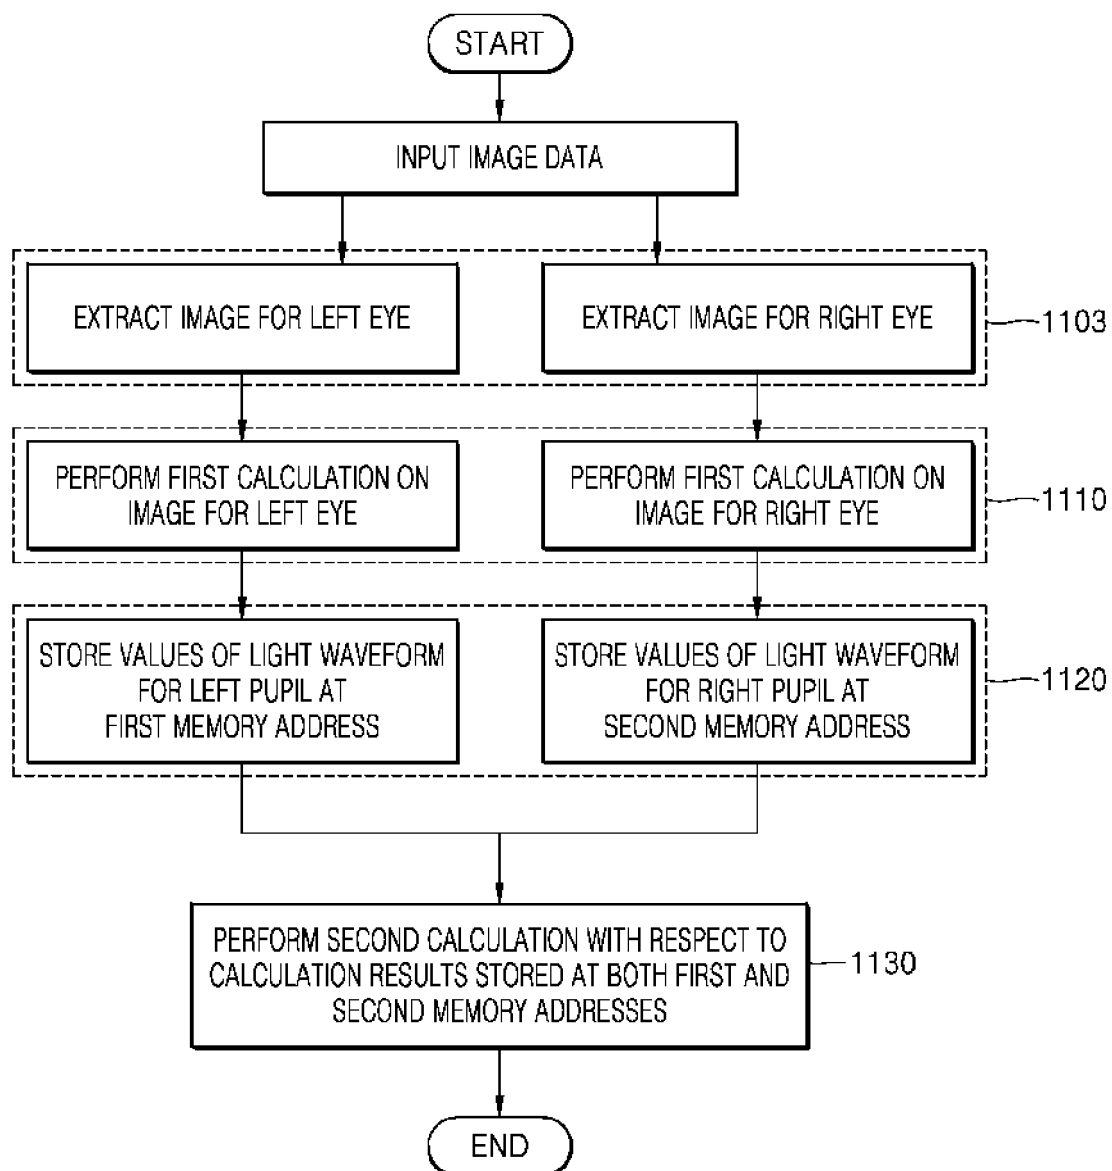 START
INPUT IMAGE DATA
EXTRACT IMAGE FOR LEFT EYE
EXTRACT IMAGE FOR RIGHT EYE
1103
PERFORM FIRST CALCULATION ON
IMAGE FOR LEFT EYE
PERFORM FIRST CALCULATION ON
IMAGE FOR RIGHT EYE
1110
STORE VALUES OF LIGHT WAVEFORM
FOR LEFT PUPIL AT
FIRST MEMORY ADDRESS
STORE VALUES OF LIGHT WAVEFORM
FOR RIGHT PUPIL AT
SECOND MEMORY ADDRESS
1120
PERFORM SECOND CALCULATION WITH RESPECT TO
CALCULATION RESULTS STORED AT BOTH FIRST AND
SECOND MEMORY ADDRESSES
1130
END